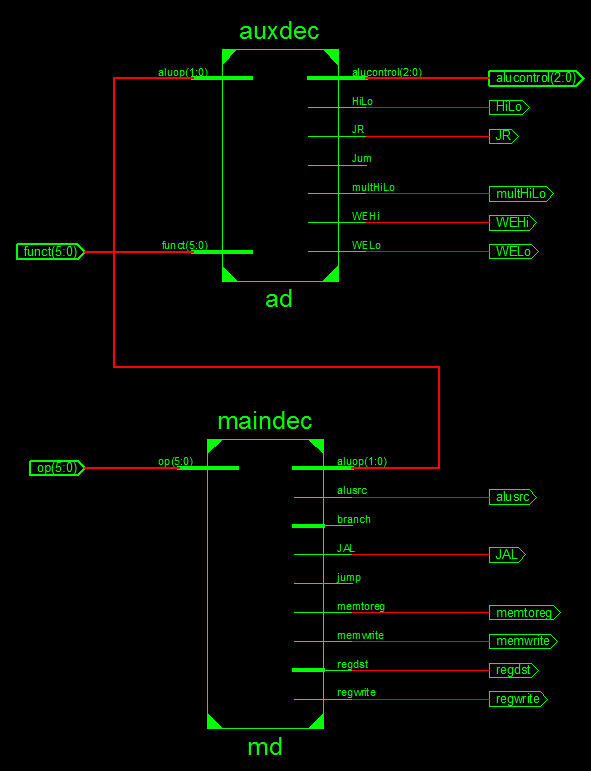 auxdec
aluop(1:0) alucontrol(2:0) alucontrol(2:0)
HiLo HiLo
JR JR
Jum
multHiLo multHiLo
WEHi WEHi
funct(5:0) funct(5:0) WELo WELo
ad
maindec
op(5:0) op(5:0) aluop(1:0)
alusrc alusrc
branch
JAL JAL
jump
memtoreg memtoreg
memwrite memwrite
regdst regdst
regwrite regwrite
md